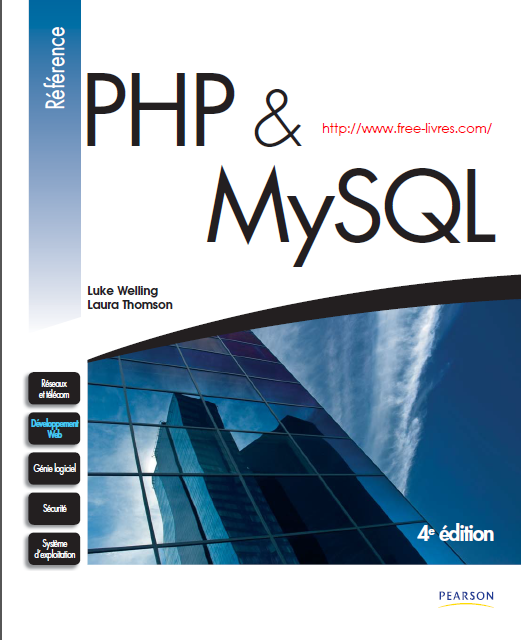 Référence
PHP &
http://www.free-livres.com/
MySQL
Luke Welling
Laura Thomson
Réseaux
et télécom
Développement
Web
Génie logiciel
Sécurité
Système
d'exploitation
4e édition
PEARSON